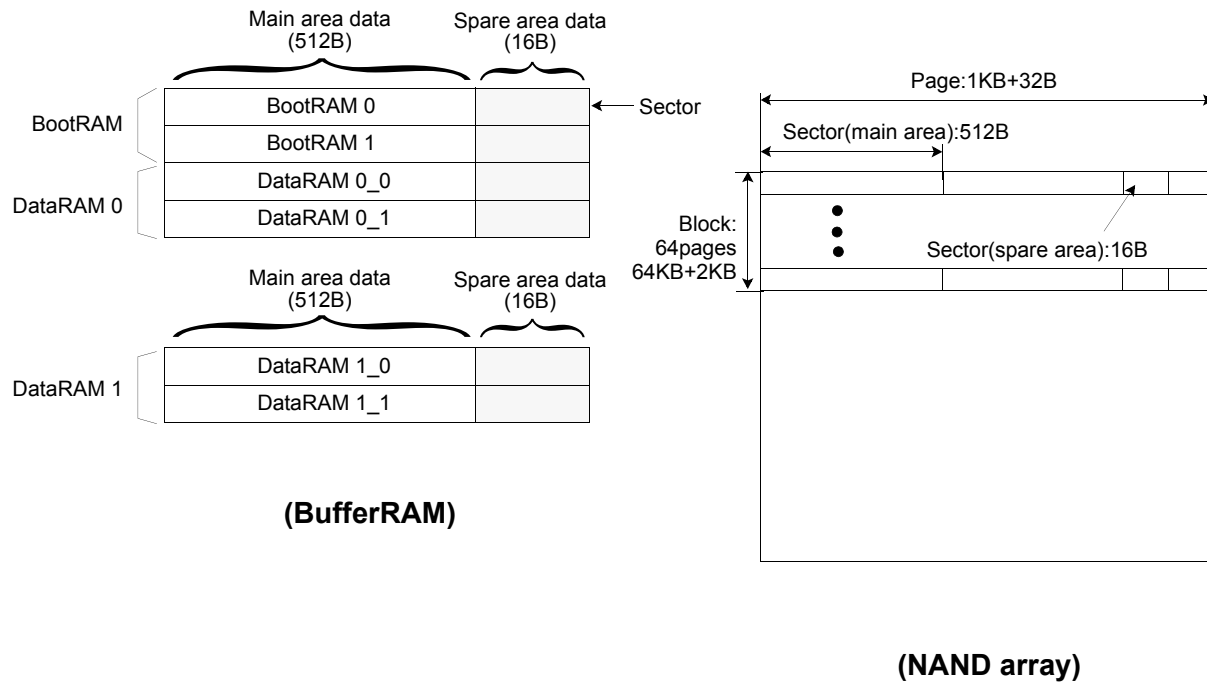 Main area data
(512B)
Spare area data
(16B)
BootRAM
BootRAM 0
BootRAM 1
Sector
DataRAM 0
DataRAM 0_0
DataRAM 0_1
Main area data
(512B)
Spare area data
(16B)
DataRAM 1
DataRAM 1_0
DataRAM 1_1
(BufferRAM)
Page:1KB+32B
Sector(main area):512B
Block:
64pages
64KB+2KB
Sector(spare area):16B
(NAND array)